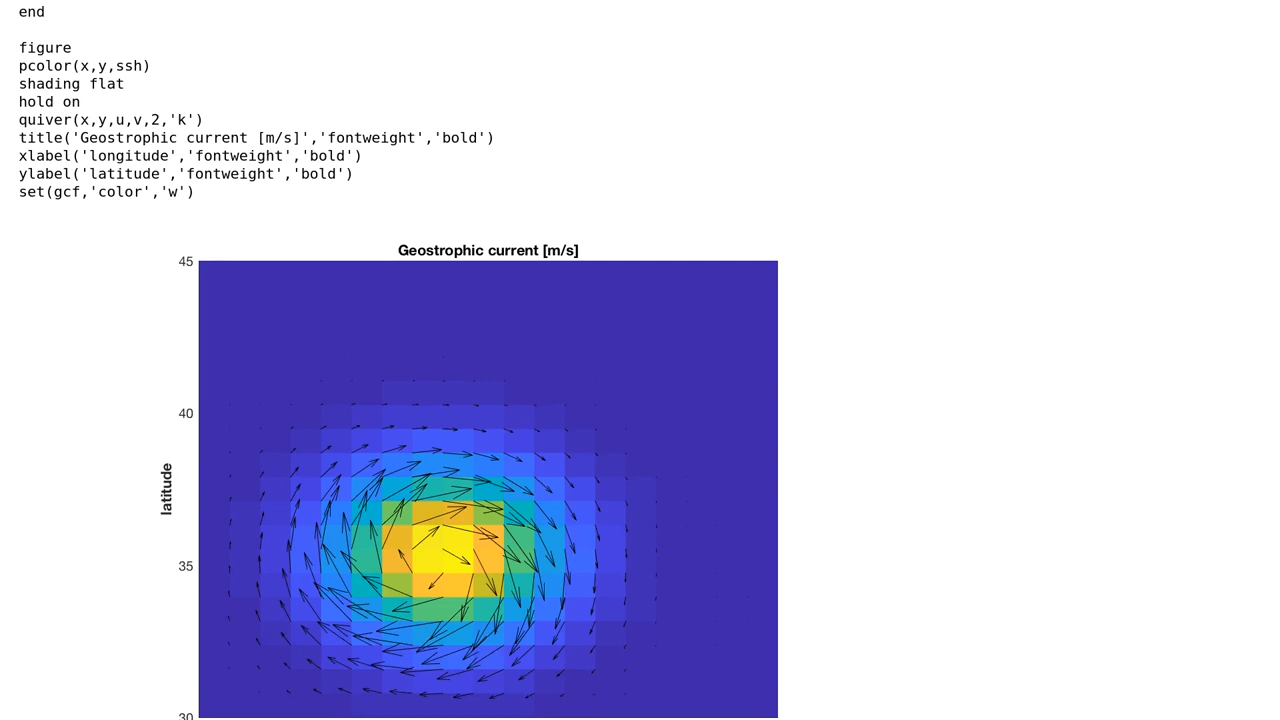 end
figure
pcolor(x,y,ssh)
shading flat
hold on
quiver(x,y,u,v,2,'k')
title('Geostrophic current [m/s]','fontweight','bold')
xlabel('longitude','fontweight','bold')
ylabel('latitude','fontweight','bold')
set(gcf,'color','w')
Geostrophic current [m/s]
45
40
latitude
35
30